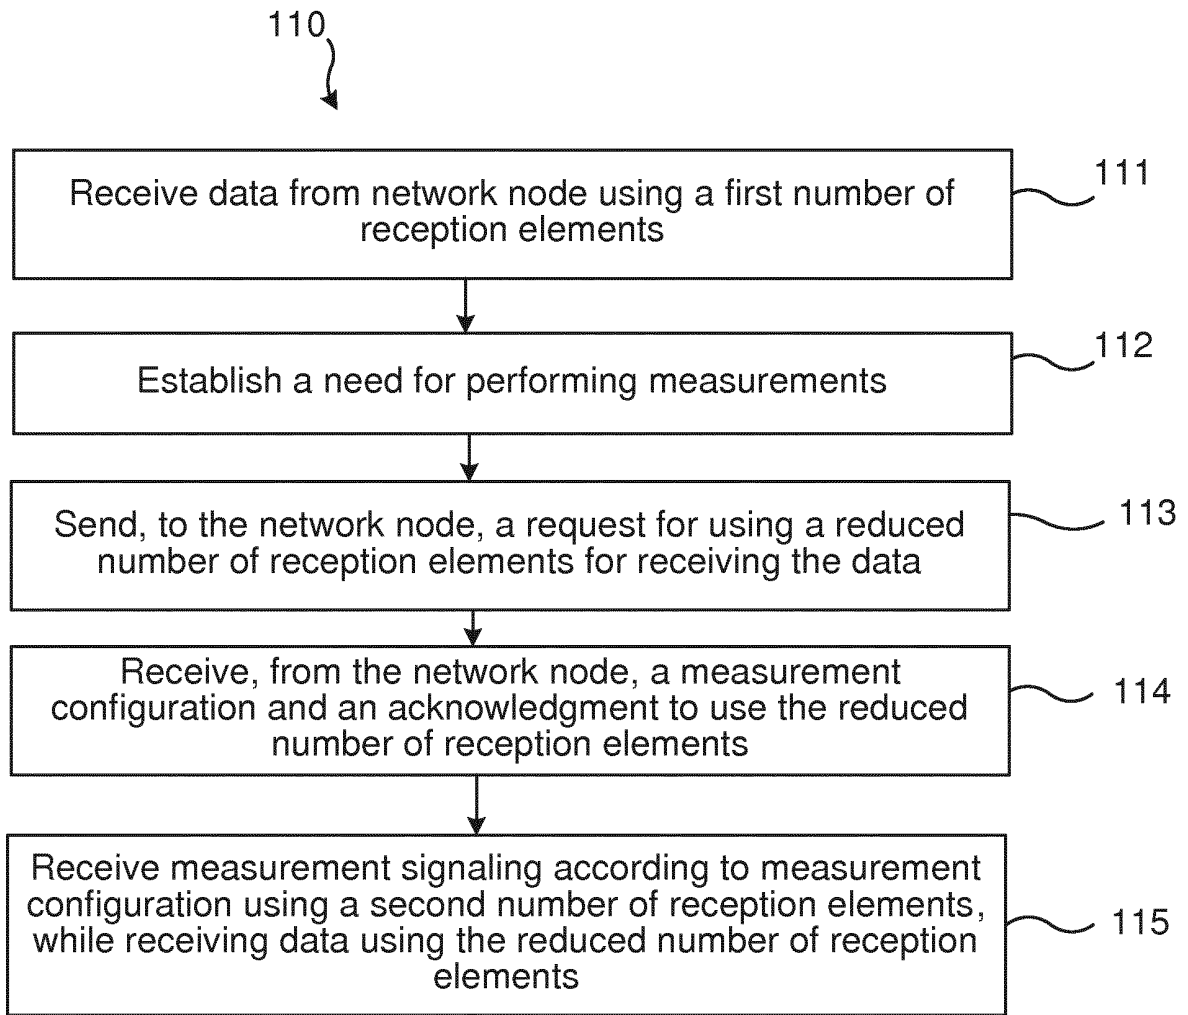 110
Receive data from network node using a first number of
reception elements
111
Establish a need for performing measurements
112
Send, to the network node, a request for using a reduced
number of reception elements for receiving the data
113
Receive, from the network node, a measurement
configuration and an acknowledgment to use the reduced
number of reception elements
114
Receive measurement signaling according to measurement
configuration using a second number of reception elements,
while receiving data using the reduced number of reception
elements
115